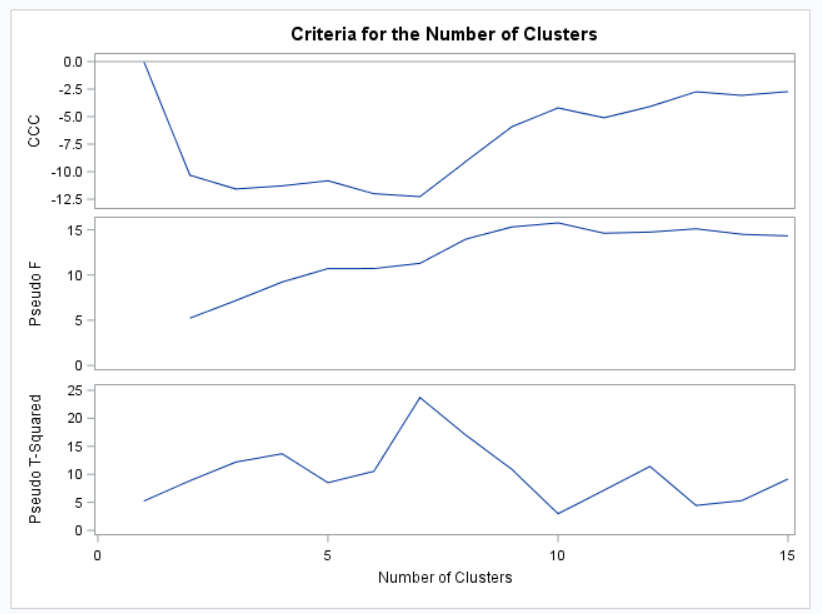 Criteria for the Number of Clusters
0.0
-2.5
-5.0
-7.5
-10.0
-12.5
CCC
15
10
5
0
Pseudo F
25
20
15
10
5
0
Pseudo T-Squared
0 5 10 15
Number of Clusters